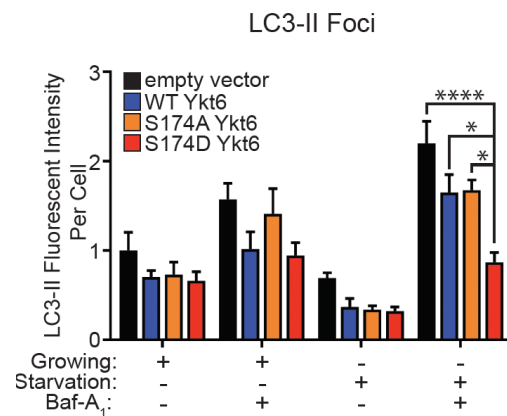 LC3-II Foci
LC3-II Fluorescent Intensity
Per Cell
3
2
1
0
empty vector
WT Ykt6
S174A Ykt6
S174D Ykt6
****
*
*
Growing: + + - -
Starvation: - - + +
Baf-A1: - + - +